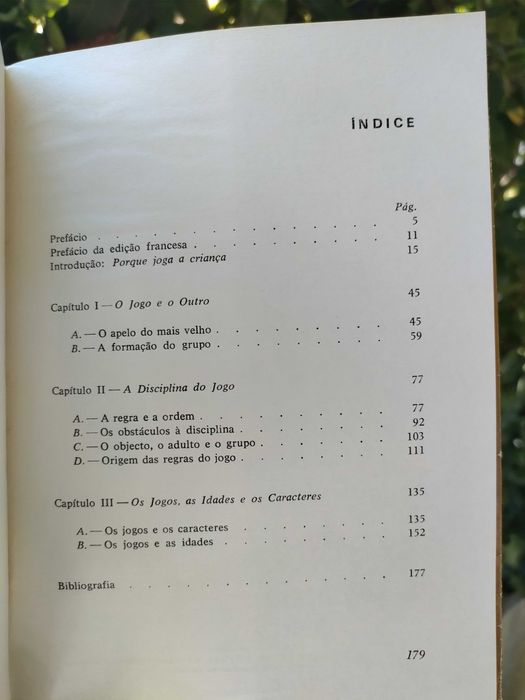 ÍNDICE
Pág.
Prefácio . . . . . . . . . . . . 5
Prefácio da edição francesa . . . . . . . . 11
Introdução: Porque joga a criança 15
Capítulo I — O Jogo e o Outro 45
A. — O apelo do mais velho . . . . . . . 45
B. — A formação do grupo . . . . . . . 59
Capítulo II — A Disciplina do Jogo 77
A. — A regra e a ordem . . . . . . . . 77
B. — Os obstáculos à disciplina . . . . . . 92
C. — O objecto, o adulto e o grupo . . . . . 103
D. — Origem das regras do jogo . . . . . . 111
Capítulo III — Os Jogos, as Idades e os Caracteres 135
A. — Os jogos e os caracteres . . . . . . 135
B. — Os jogos e as idades . . . . . . . 152
Bibliografia . . . . . . . . . . . 177
179